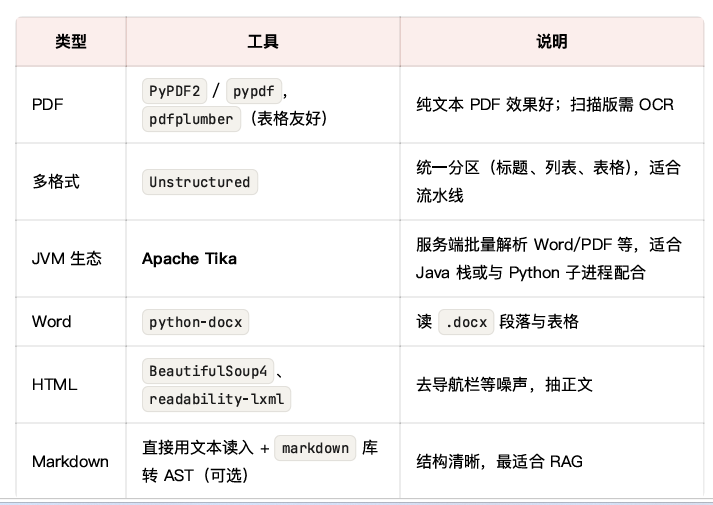 类型 工具 说明
PDF
PyPDF2 / pypdf,
pdfplumber（表格友好）
纯文本 PDF 效果好；扫描版需 OCR
多格式
Unstructured
统一分区（标题、列表、表格），适合
流水线
JVM 生态
Apache Tika
服务端批量解析 Word/PDF 等，适合
Java 栈或与 Python 子进程配合
Word
python-docx
读 .docx 段落与表格
HTML
BeautifulSoup4、
readability-lxml
去导航栏等噪声，抽正文
Markdown
直接用文本读入 + markdown 库
转 AST（可选）
结构清晰，最适合 RAG